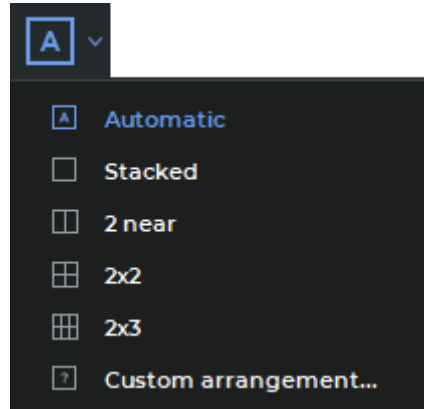 A
A Automatic
Stacked
2 near
2x2
2x3
? Custom arrangement...